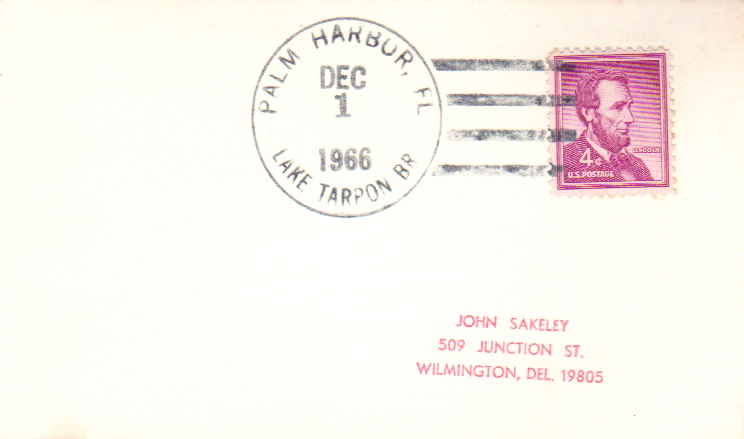 PALM HARBOR, FL
DEC
1
1966
LAKE TARPON BR
LINCOLN
4¢
U.S. POSTAGE
JOHN SAKELEY
509 JUNCTION ST.
WILMINGTON, DEL. 19805